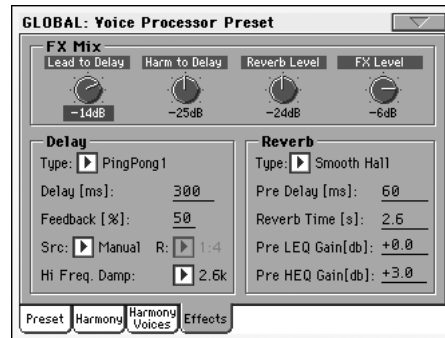 GLOBAL: Voice Processor Preset
FX Mix
Lead to Delay Harm to Delay Reverb Level FX Level
-14dB -25dB -24dB -6dB
Delay
Type: PingPong1
Delay [ms]: 300
Feedback [%]: 50
Src: Manual R: 1:4
Hi Freq. Damp: 2.6k
Reverb
Type: Smooth Hall
Pre Delay [ms]: 60
Reverb Time [s]: 2.6
Pre LEQ Gain[db]: +0.0
Pre HEQ Gain[db]: +3.0
Preset Harmony Harmony Voices Effects